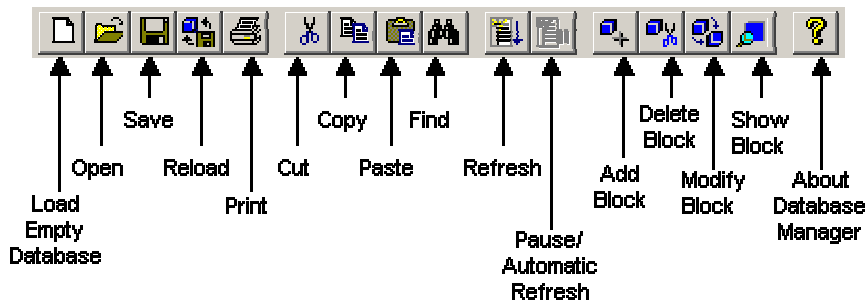 Save
Copy
Find
Delete
Block
Show
Block
Open
Reload
Cut
Paste
Refresh
Add
Block
Modify
Block
About
Database
Manager
Load
Empty
Database
Print
Pause/
Automatic
Refresh